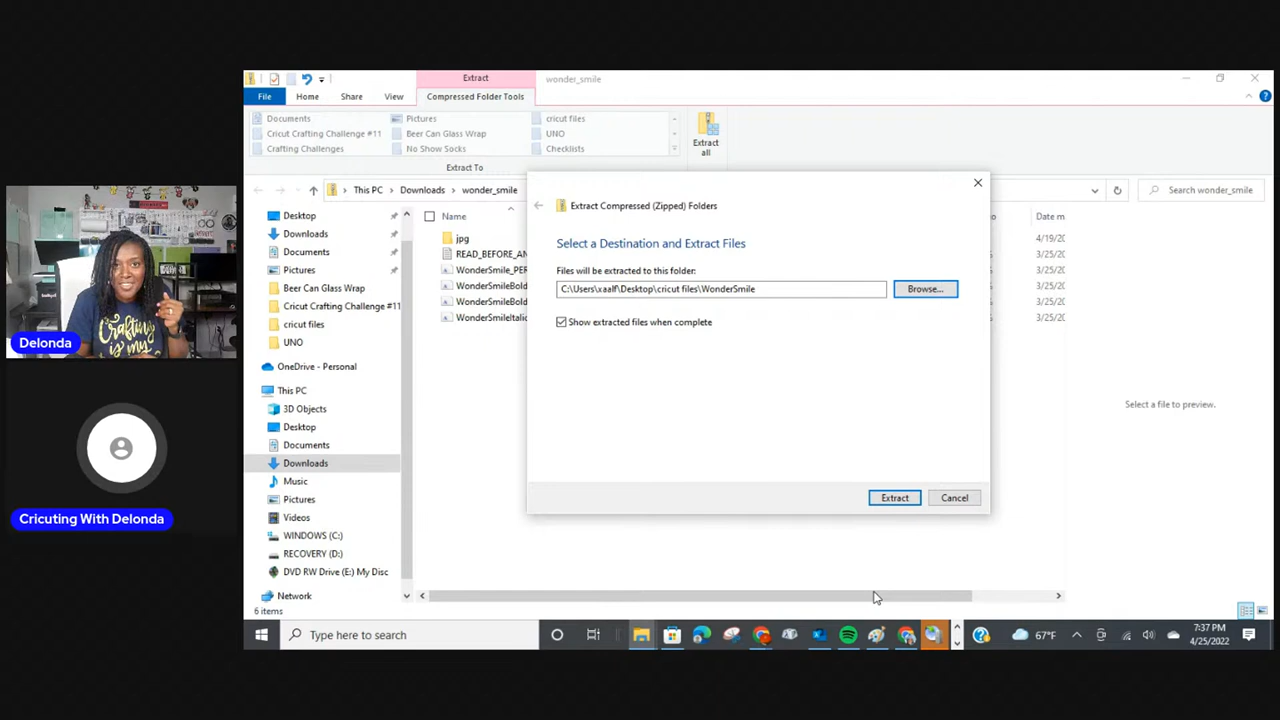 Extract
wonder_smile
File
Home
Share
View
Compressed Folder Tools
Documents
Pictures
cricut files
Cricut Crafting Challenge #11
Beer Can Glass Wrap
UNO
Crafting Challenges
No Show Socks
Checklists
Extract
all
Extract To
This PC
Downloads
wonder_smile
Search wonder_smile
Desktop
Downloads
Documents
Pictures
Beer Can Glass Wrap
Cricut Crafting Challenge #11
cricut files
UNO
OneDrive - Personal
This PC
3D Objects
Desktop
Documents
Downloads
Music
Pictures
Videos
WINDOWS (C:)
RECOVERY (D:)
DVD RW Drive (E:) My Disc
Network
6 items
Name
jpg
READ_BEFORE_AN
WonderSmile_PER
WonderSmileBold
WonderSmileBold
WonderSmileItalic
Extract Compressed (Zipped) Folders
Select a Destination and Extract Files
Files will be extracted to this folder:
C:\Users\xaalf\Desktop\cricut files\WonderSmile
Browse...
Show extracted files when complete
Extract
Cancel
Date m
4/19/20
3/25/20
3/25/20
3/25/20
3/25/20
3/25/20
Select a file to preview.
Crafting
is my
Delonda
Cricuting With Delonda
Type here to search
67°F
7:37 PM
4/25/2022